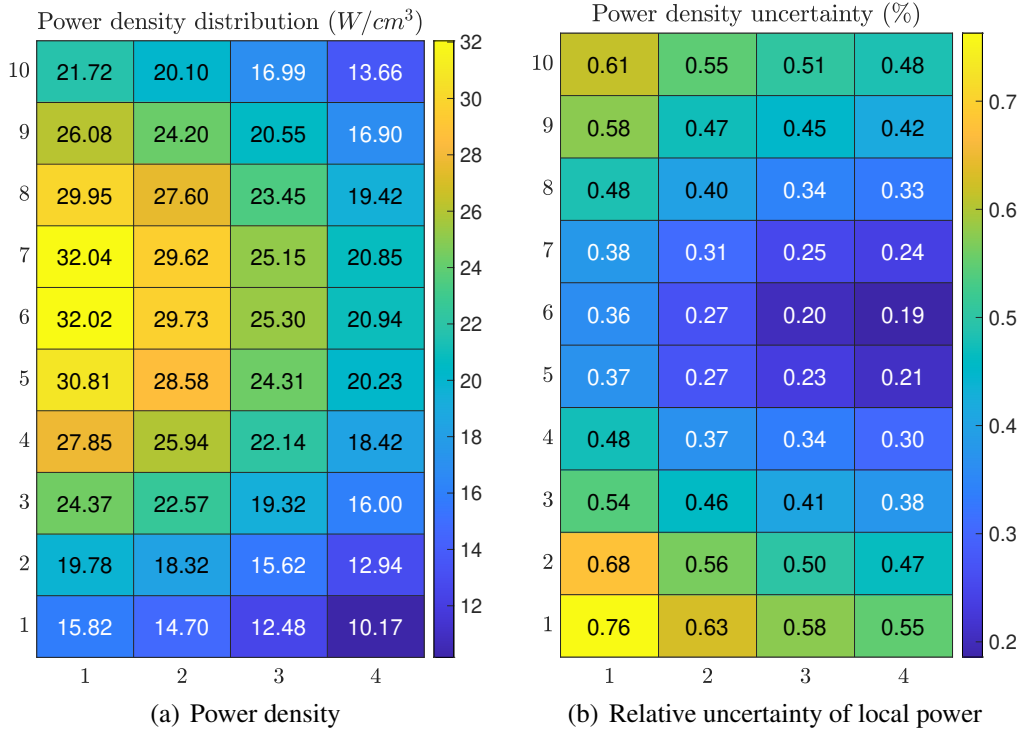 Power density distribution (W/cm³)
10 21.72 20.10 16.99 13.66
9 26.08 24.20 20.55 16.90
8 29.95 27.60 23.45 19.42
7 32.04 29.62 25.15 20.85
6 32.02 29.73 25.30 20.94
5 30.81 28.58 24.31 20.23
4 27.85 25.94 22.14 18.42
3 24.37 22.57 19.32 16.00
2 19.78 18.32 15.62 12.94
1 15.82 14.70 12.48 10.17
1 2 3 4
32
30
28
26
24
22
20
18
16
14
12
(a) Power density
Power density uncertainty (%)
10 0.61 0.55 0.51 0.48
9 0.58 0.47 0.45 0.42
8 0.48 0.40 0.34 0.33
7 0.38 0.31 0.25 0.24
6 0.36 0.27 0.20 0.19
5 0.37 0.27 0.23 0.21
4 0.48 0.37 0.34 0.30
3 0.54 0.46 0.41 0.38
2 0.68 0.56 0.50 0.47
1 0.76 0.63 0.58 0.55
1 2 3 4
0.7
0.6
0.5
0.4
0.3
0.2
(b) Relative uncertainty of local power